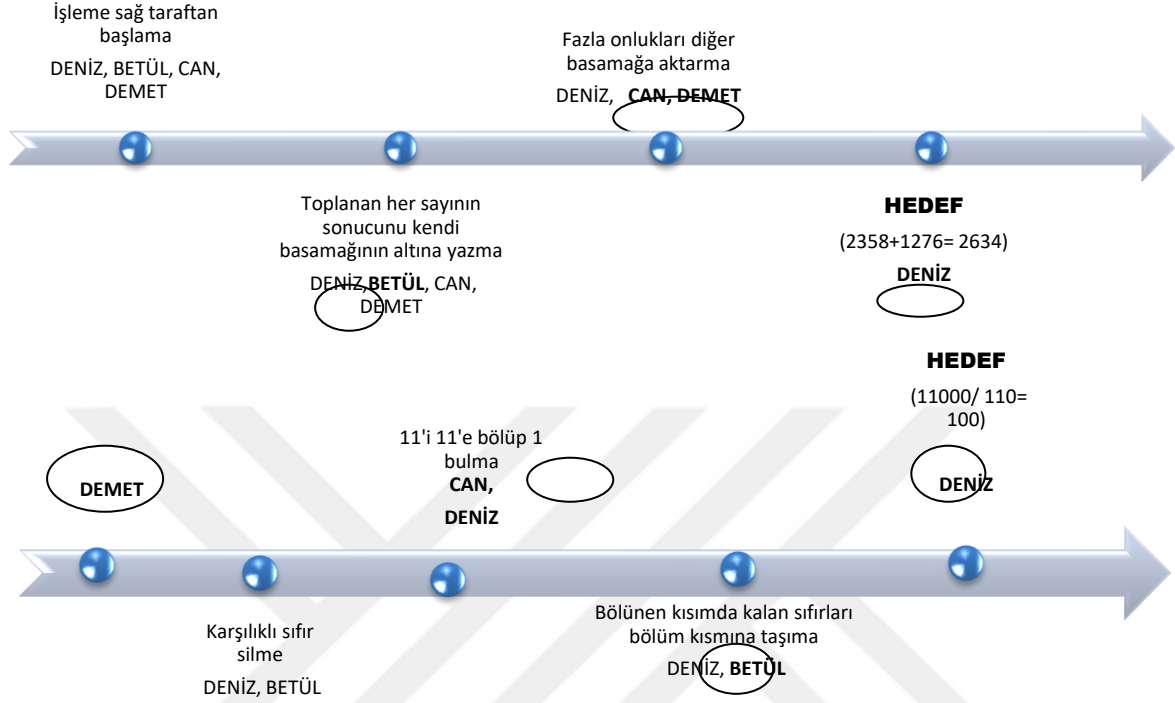 İşleme sağ taraftan
başlama
DENİZ, BETÜL, CAN,
DEMET
Fazla onlukları diğer
basamağa aktarma
DENİZ, CAN, DEMET
Toplanan her sayının
sonucunu kendi
basamağının altına yazma
DENİZ,BETÜL, CAN,
DEMET
HEDEF
(2358+1276= 2634)
DENİZ
HEDEF
(11000/ 110=
100)
DENİZ
DEMET
11'i 11'e bölüp 1
bulma
CAN,
DENİZ
Karşılıklı sıfır
silme
DENİZ, BETÜL
Bölünen kısımda kalan sıfırları
bölüm kısmına taşıma
DENİZ, BETÜL